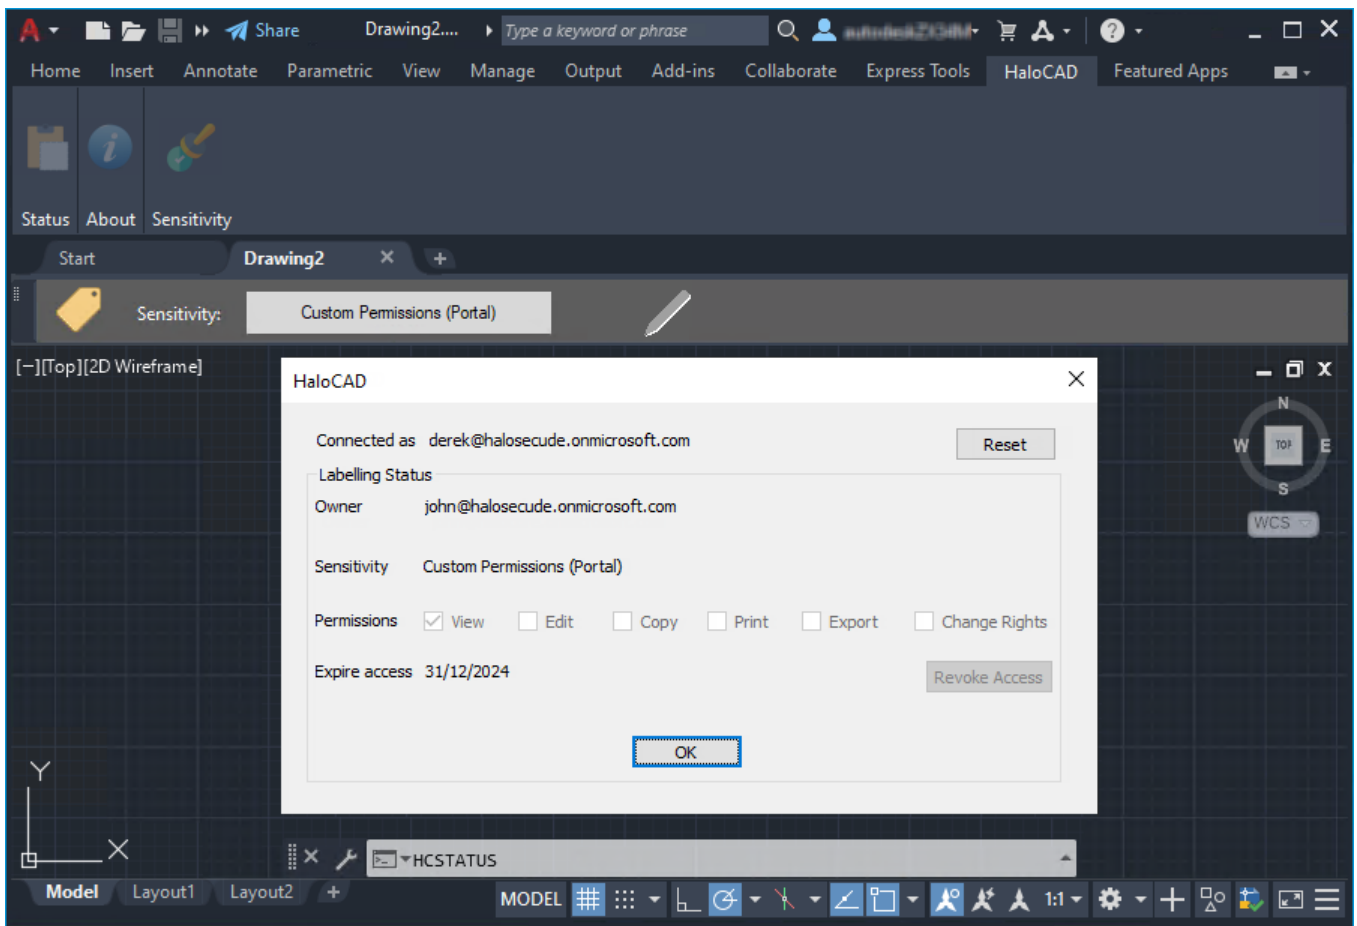 Share Drawing2.... Type a keyword or phrase
Home Insert Annotate Parametric View Manage Output Add-ins Collaborate Express Tools HaloCAD Featured Apps
Status About Sensitivity
Start Drawing2
Sensitivity: Custom Permissions (Portal)
[−][Top][2D Wireframe]
HaloCAD
N
W TOP E
S
WCS
Connected as derek@halosecude.onmicrosoft.com Reset
Labelling Status
Owner john@halosecude.onmicrosoft.com
Sensitivity Custom Permissions (Portal)
Permissions View Edit Copy Print Export Change Rights
Expire access 31/12/2024 Revoke Access
OK
Y
X
HCSTATUS
Model Layout1 Layout2 + MODEL 1:1